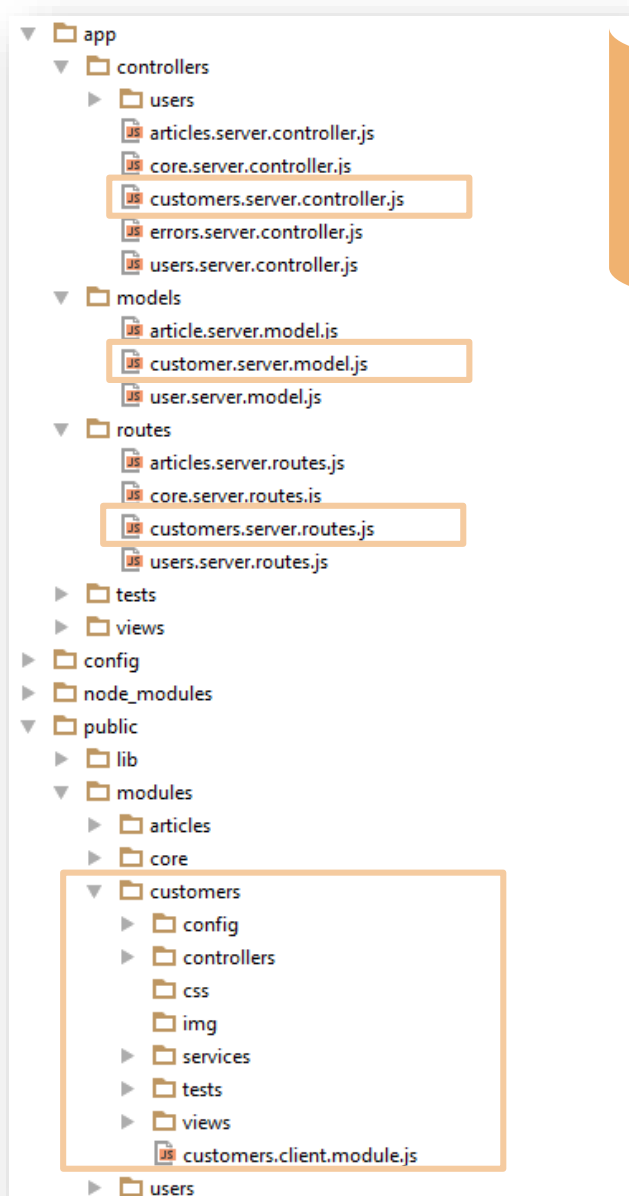 app
controllers
users
articles.server.controller.js
core.server.controller.js
customers.server.controller.js
errors.server.controller.js
users.server.controller.js
models
article.server.model.js
customer.server.model.js
user.server.model.js
routes
articles.server.routes.js
core.server.routes.js
customers.server.routes.js
users.server.routes.js
tests
views
config
node_modules
public
lib
modules
articles
core
customers
config
controllers
css
img
services
tests
views
customers.client.module.js
users